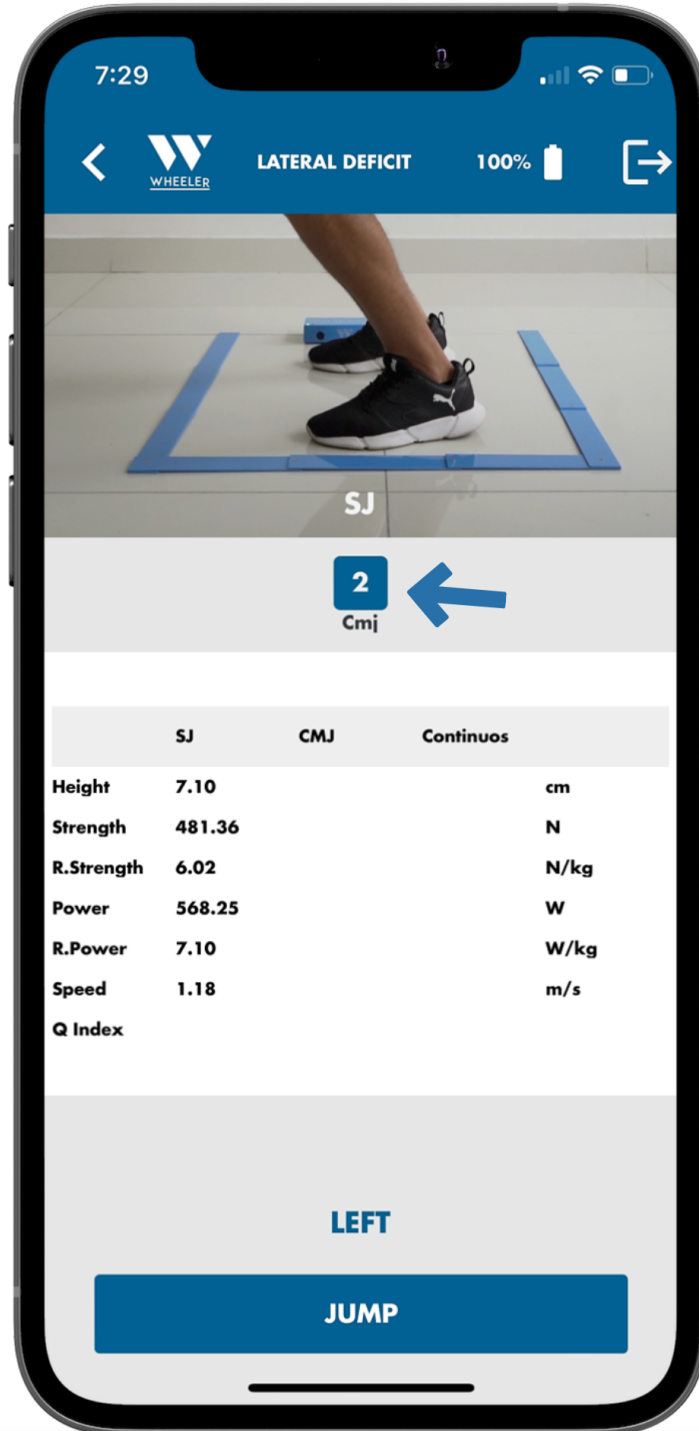 7:29
WHEELER
LATERAL DEFICIT
100%
SJ
2
Cmj
SJ CMJ Continuos
Height 7.10 cm
Strength 481.36 N
R.Strength 6.02 N/kg
Power 568.25 W
R.Power 7.10 W/kg
Speed 1.18 m/s
Q Index
LEFT
JUMP